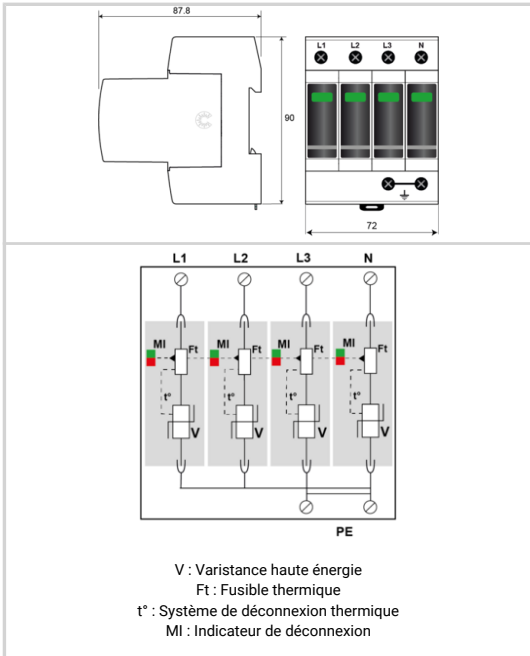 87.8
L1 L2 L3 N
90
72
L1 L2 L3 N
MI Ft MI Ft MI Ft MI Ft
t° t° t° t°
V V V V
PE
V : Varistance haute énergie
Ft : Fusible thermique
t° : Système de déconnexion thermique
MI : Indicateur de déconnexion